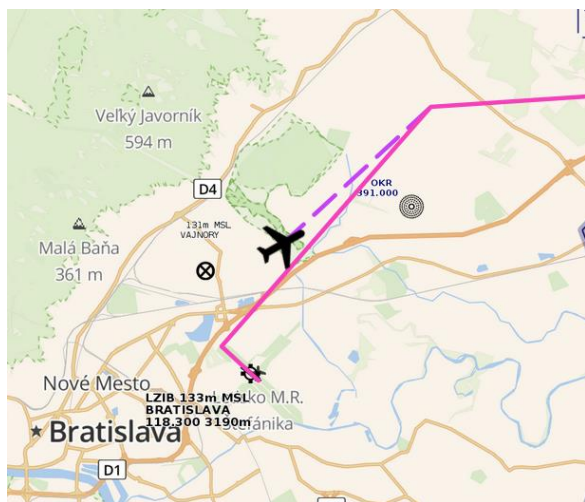 Veľký Javorník
594 m
D4
OKR
391.000
131m MSL
VAJNORY
Malá Baňa
361 m
Nové Mesto
LZIB 133m MSL
ko M.R.
BRATISLAVA
118.300 3190m
Štefánika
Bratislava
D1